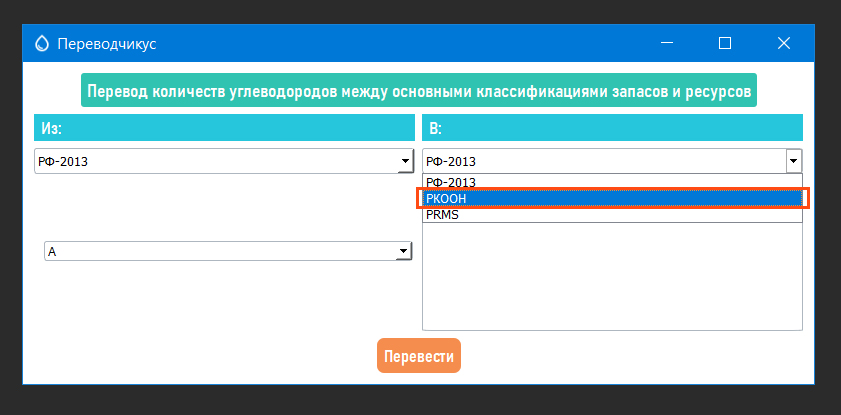 Переводчикус
Перевод количеств углеводородов между основными классификациями запасов и ресурсов
Из:
В:
РФ-2013
РФ-2013
РФ-2013
РКООН
PRMS
A
Перевести